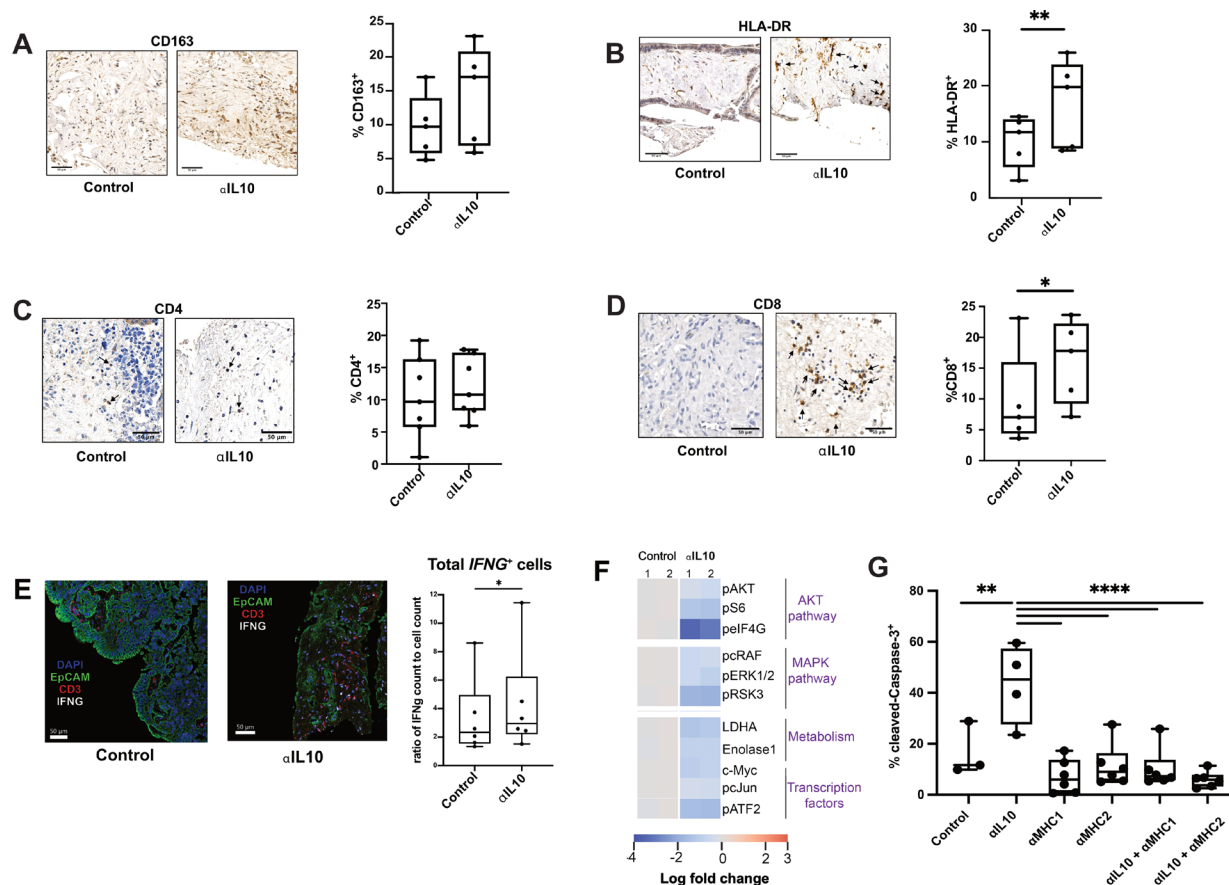 A
CD163
Control
αIL10
% CD163+
25
20
15
10
5
0
Control
αIL10
B
HLA-DR
Control
αIL10
% HLA-DR+
**
30
20
10
0
Control
αIL10
C
CD4
50 μm
50 μm
Control
αIL10
% CD4+
25
20
15
10
5
0
Control
αIL10
D
CD8
50 μm
50 μm
Control
αIL10
%CD8+
*
25
20
15
10
5
0
Control
αIL10
E
DAPI
EpCAM
CD3
IFNG
50 μm
Control
DAPI
EpCAM
CD3
IFNG
50 μm
αIL10
Total IFNG+ cells
*
ratio of IFNg count to cell count
12
10
8
6
4
2
0
Control
αIL10
F
Control αIL10
1 2 1 2
pAKT
pS6
peIF4G
AKT
pathway
pcRAF
pERK1/2
pRSK3
MAPK
pathway
LDHA
Enolase1
Metabolism
c-Myc
pcJun
pATF2
Transcription
factors
-4 -2 0 2 3
Log fold change
G
** ****
% cleaved-Caspase-3+
80
60
40
20
0
Control
αIL10
αMHC1
αMHC2
αIL10 + αMHC1
αIL10 + αMHC2